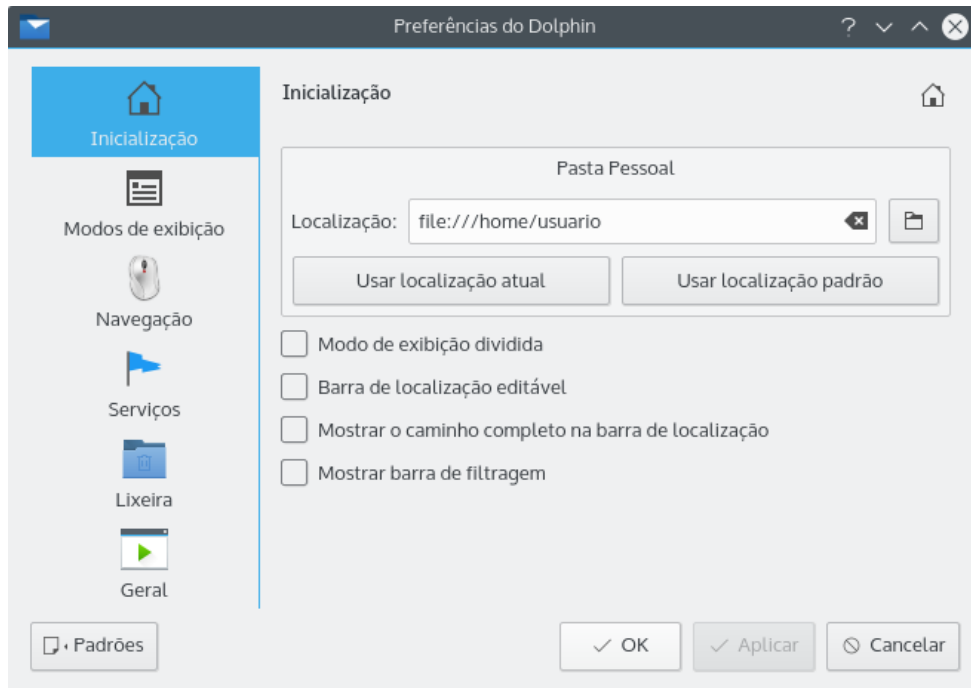 Preferências do Dolphin
Inicialização
Modos de exibição
Navegação
Serviços
Lixeira
Geral
Inicialização
Pasta Pessoal
Localização: file:///home/usuario
Usar localização atual Usar localização padrão
Modo de exibição dividida
Barra de localização editável
Mostrar o caminho completo na barra de localização
Mostrar barra de filtragem
Padrões OK Aplicar Cancelar